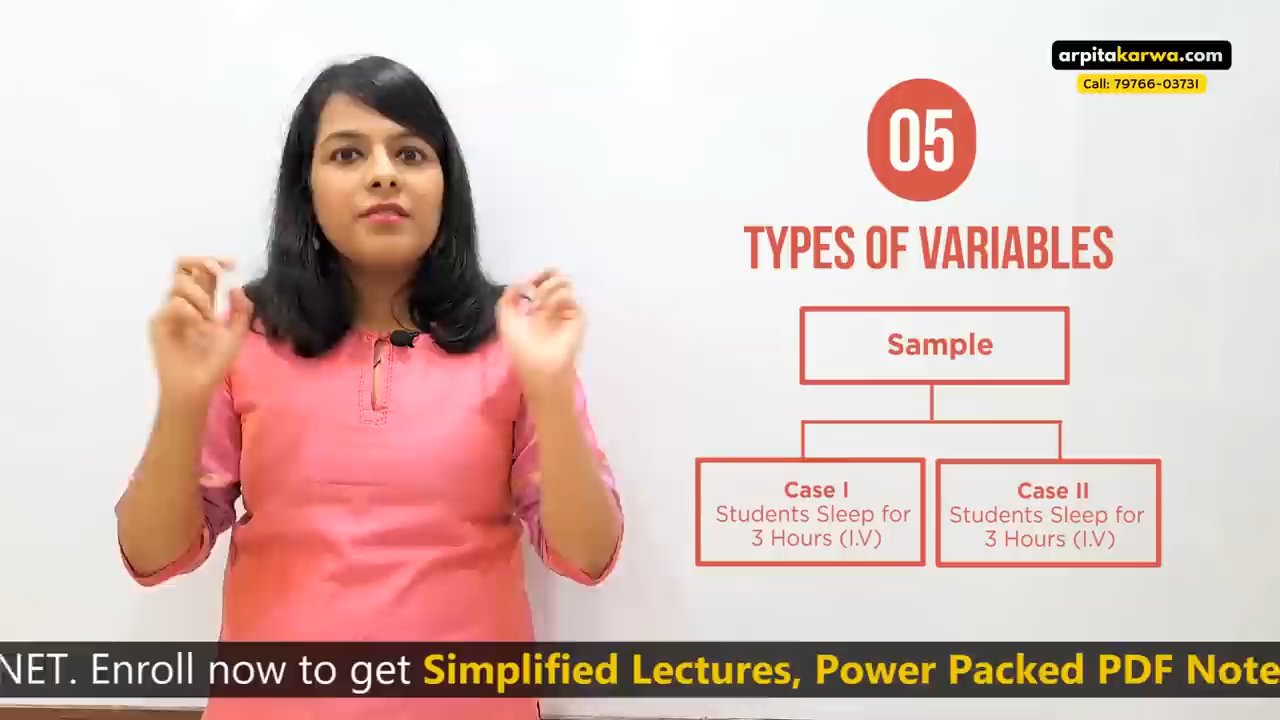 arpitakarwa.com
Call: 79766-03731
05
TYPES OF VARIABLES
Sample
Case I
Students Sleep for
3 Hours (I.V)
Case II
Students Sleep for
3 Hours (I.V)
NET. Enroll now to get Simplified Lectures, Power Packed PDF Note